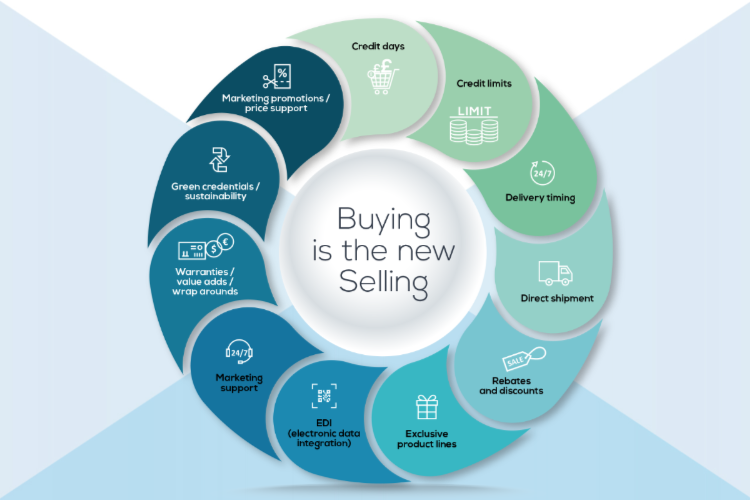 Buying
is the new
Selling
Credit days
££
Credit limits
LIMIT
24/7
Delivery timing
Direct shipment
SALE
Rebates
and discounts
Exclusive
product lines
EDI
(electronic data
integration)
24/7
Marketing
support
$ €
Warranties /
value adds /
wrap arounds
Green credentials /
sustainability
%
Marketing promotions /
price support